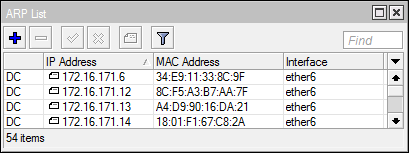 ARP List
Find
IP Address MAC Address Interface
DC 172.16.171.6 34:E9:11:33:8C:9F ether6
DC 172.16.171.12 8C:F5:A3:B7:AA:7F ether6
DC 172.16.171.13 A4:D9:90:16:DA:21 ether6
DC 172.16.171.14 18:01:F1:67:C8:2A ether6
54 items